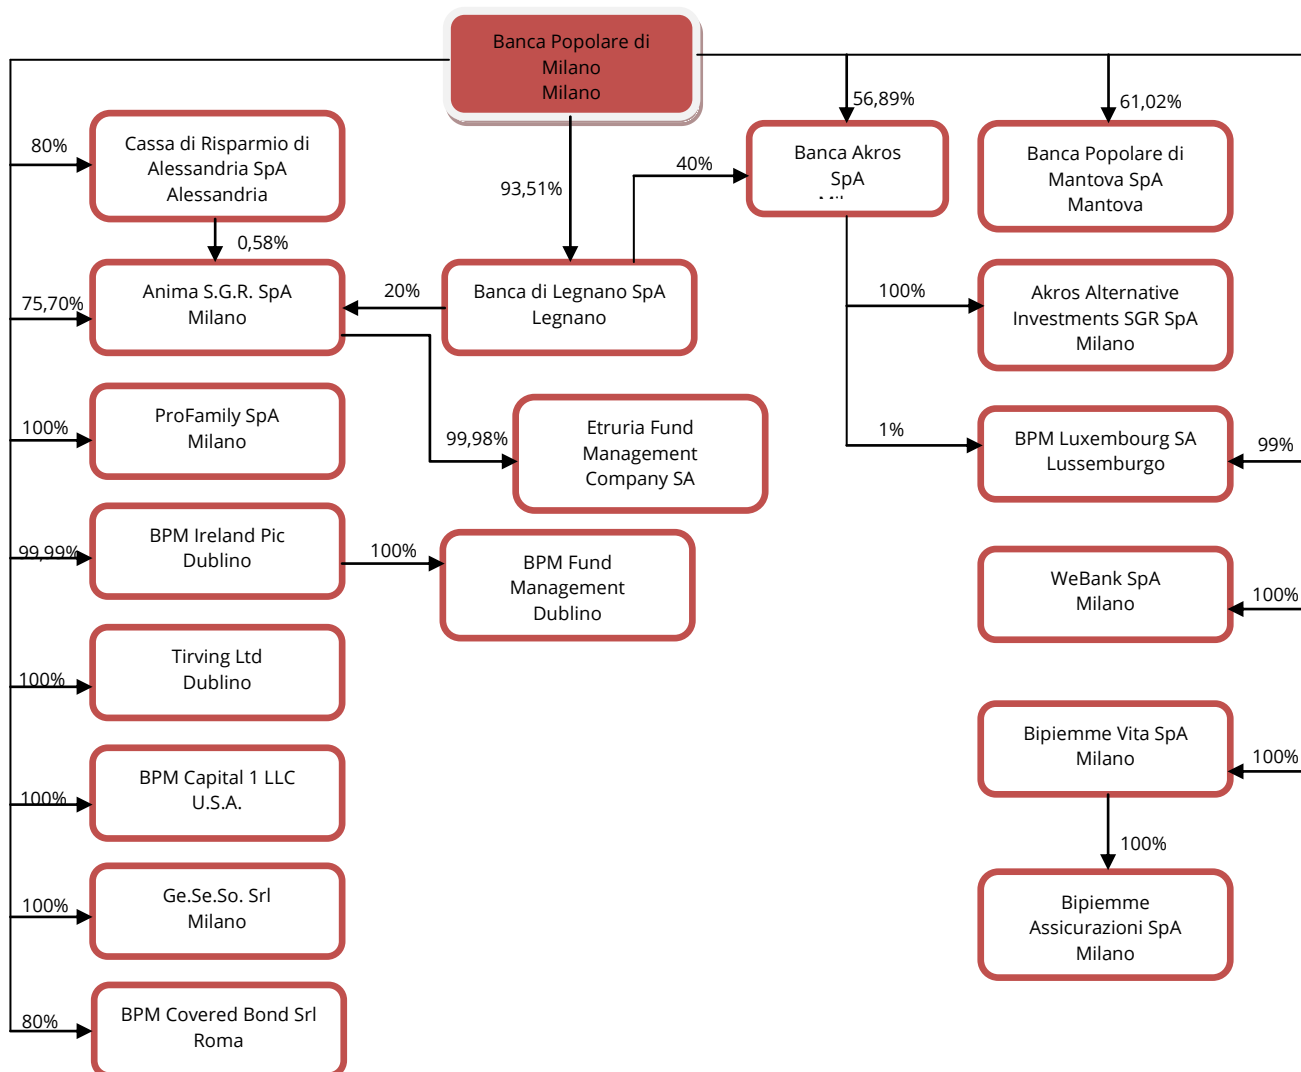 Banca Popolare di
Milano
Milano
56,89%
61,02%
80%
Cassa di Risparmio di
Alessandria SpA
Alessandria
93,51%
40%
Banca Akros
SpA
Banca Popolare di
Mantova SpA
Mantova
0,58%
75,70%
Anima S.G.R. SpA
Milano
20%
Banca di Legnano SpA
Legnano
100%
Akros Alternative
Investments SGR SpA
Milano
100%
ProFamily SpA
Milano
99,98%
Etruria Fund
Management
Company SA
1%
BPM Luxembourg SA
Lussemburgo
99%
99,99%
BPM Ireland Pic
Dublino
100%
BPM Fund
Management
Dublino
WeBank SpA
Milano
100%
100%
Tirving Ltd
Dublino
Bipiemme Vita SpA
Milano
100%
100%
BPM Capital 1 LLC
U.S.A.
100%
100%
Ge.Se.So. Srl
Milano
Bipiemme
Assicurazioni SpA
Milano
80%
BPM Covered Bond Srl
Roma